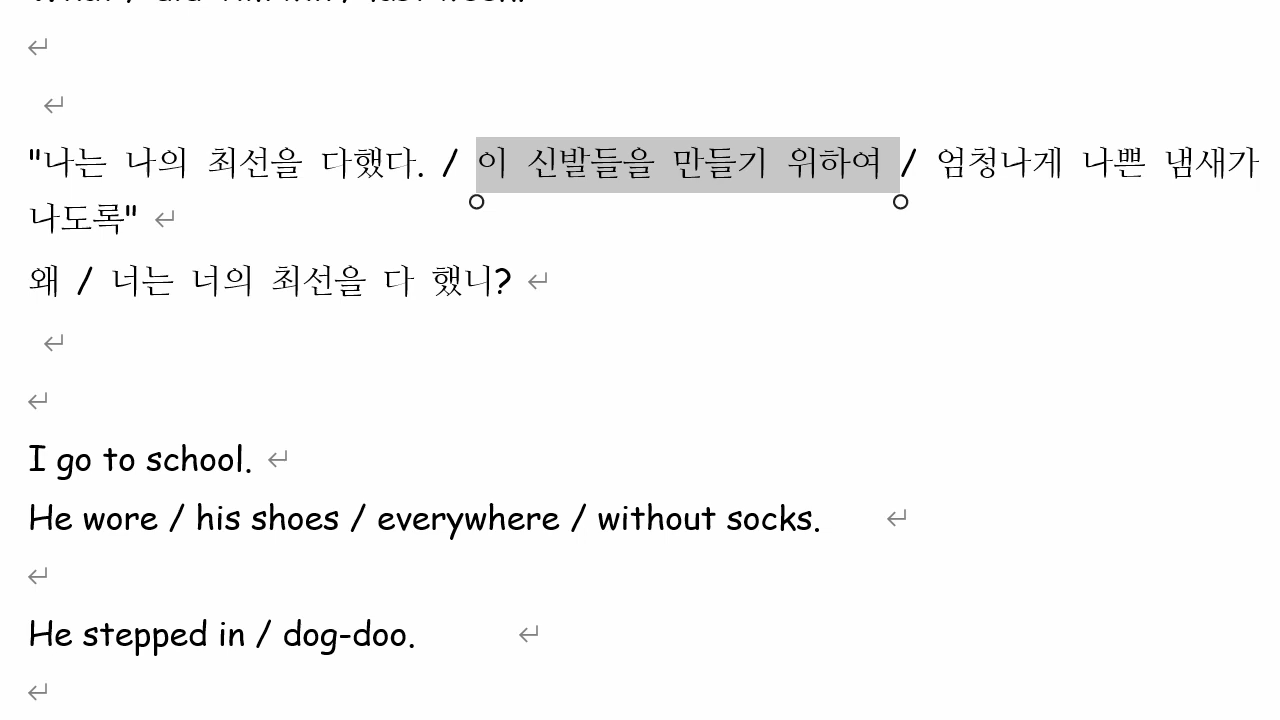 "나는 나의 최선을 다했다. / 이 신발들을 만들기 위하여 / 엄청나게 나쁜 냄새가
나도록"
왜 / 너는 너의 최선을 다 했니?
I go to school.
He wore / his shoes / everywhere / without socks.
He stepped in / dog-doo.